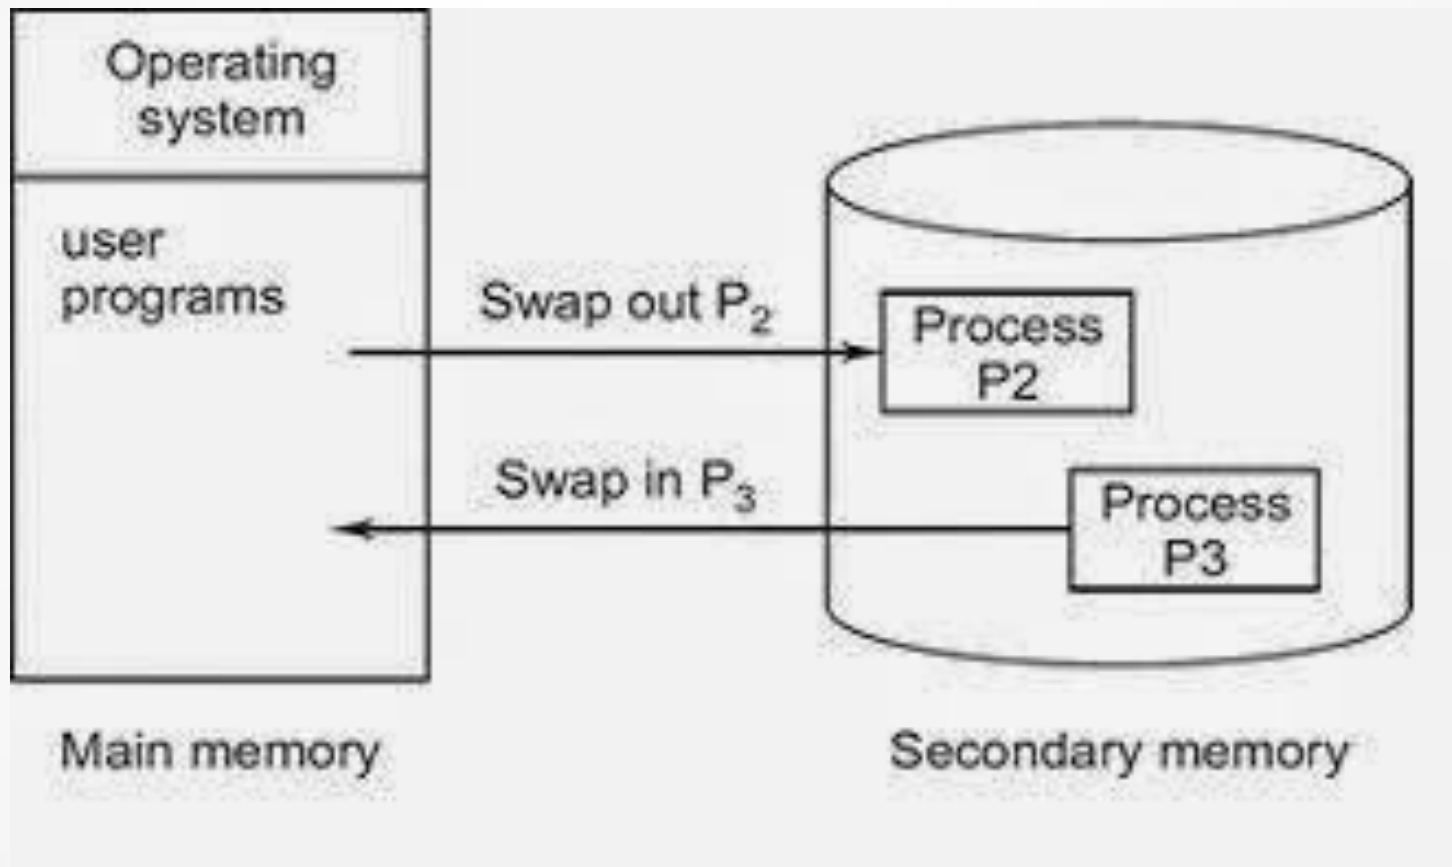 Operating
system
user
programs
Swap out P₂
Process
P2
Swap in P₃
Process
P3
Main memory
Secondary memory